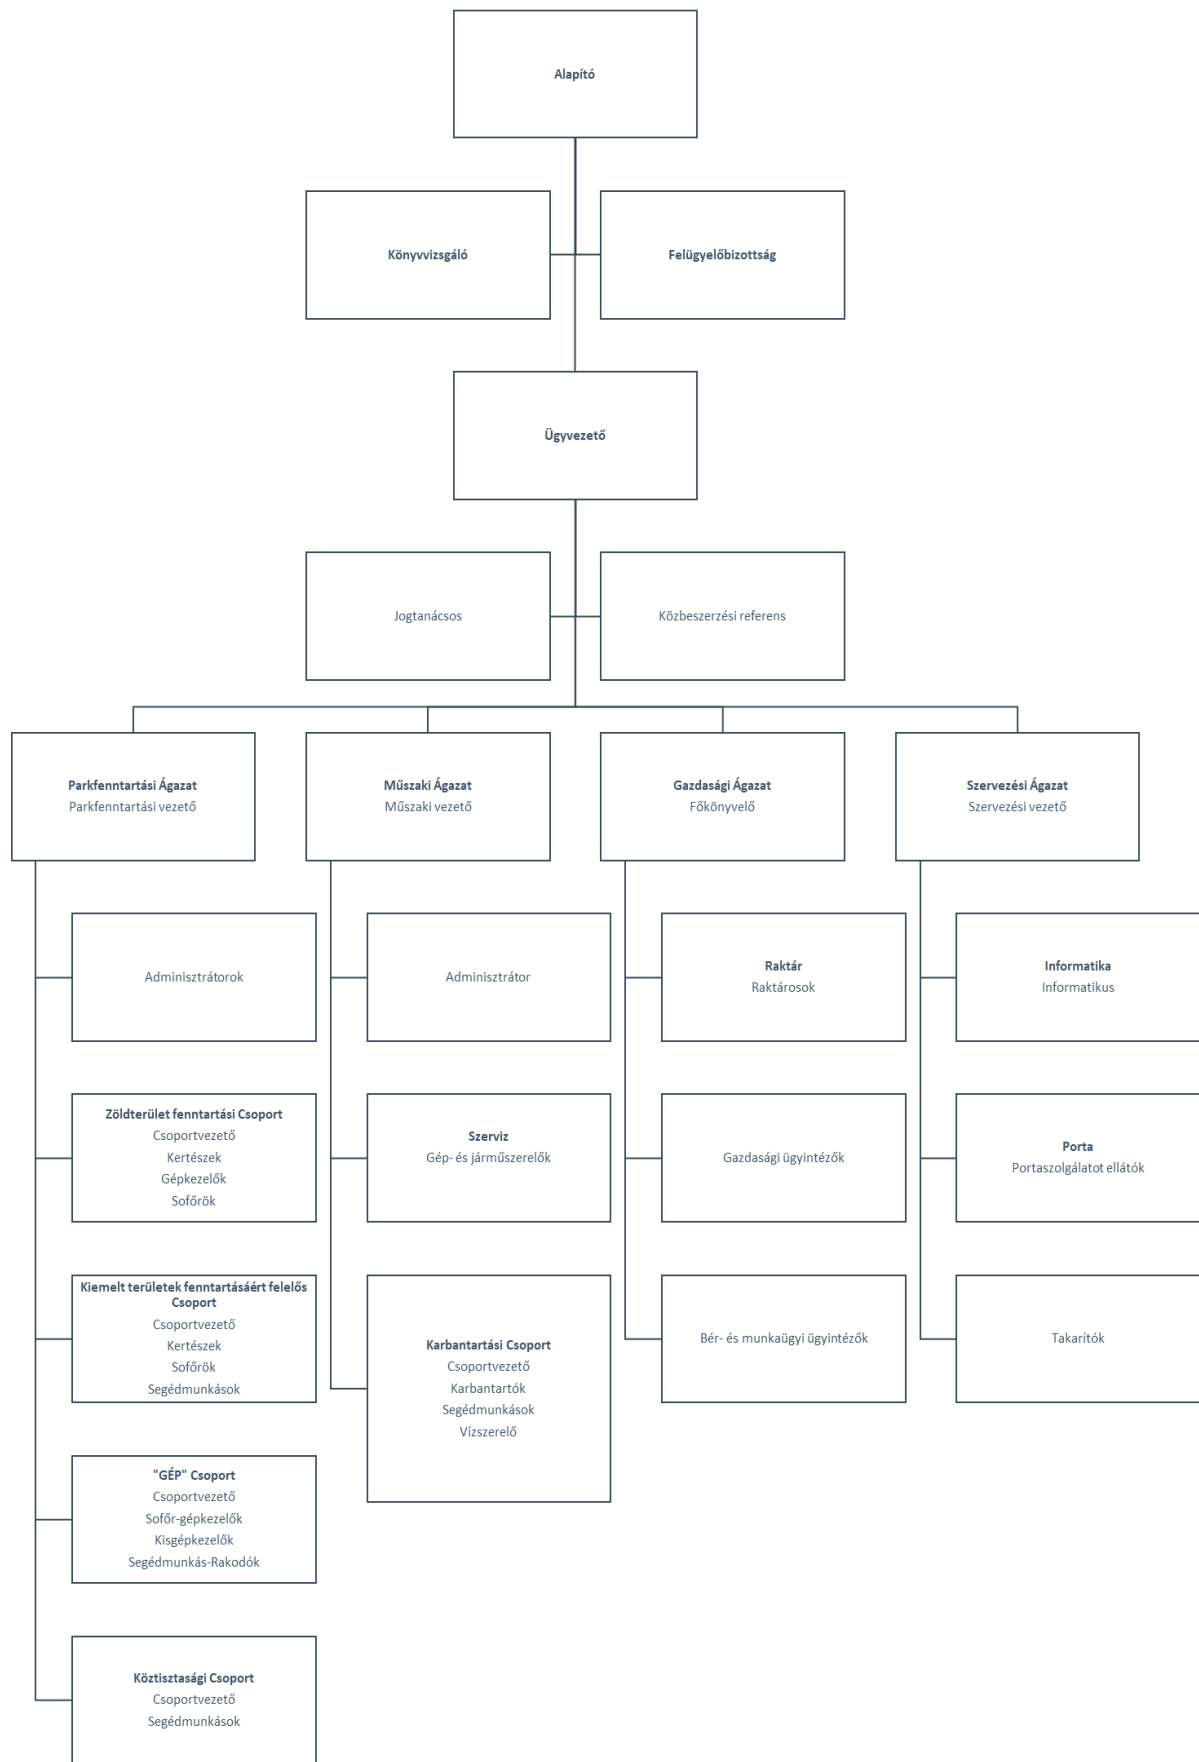 Alapító
Könyvvizsgáló
Felügyelőbizottság
Ügyvezető
Jogtanácsos
Közbeszerzési referens
Parkfenntartási Ágazat
Parkfenntartási vezető
Műszaki Ágazat
Műszaki vezető
Gazdasági Ágazat
Főkönyvelő
Szervezési Ágazat
Szervezési vezető
Adminisztrátorok
Zöldterület fenntartási Csoport
Csoportvezető
Kertészek
Gépkezelők
Sofőrök
Kiemelt területek fenntartásáért felelős
Csoport
Csoportvezető
Kertészek
Sofőrök
Segédmunkások
"GÉP" Csoport
Csoportvezető
Sofőr-gépkezelők
Kisgépkezelők
Segédmunkás-Rakodók
Köztisztasági Csoport
Csoportvezető
Segédmunkások
Adminisztrátor
Szerviz
Gép- és járműszerelők
Karbantartási Csoport
Csoportvezető
Karbantartók
Segédmunkások
Vízszerelő
Raktár
Raktárosok
Gazdasági ügyintézők
Bér- és munkaügyi ügyintézők
Informatika
Informatikus
Porta
Portaszolgálatot ellátók
Takarítók